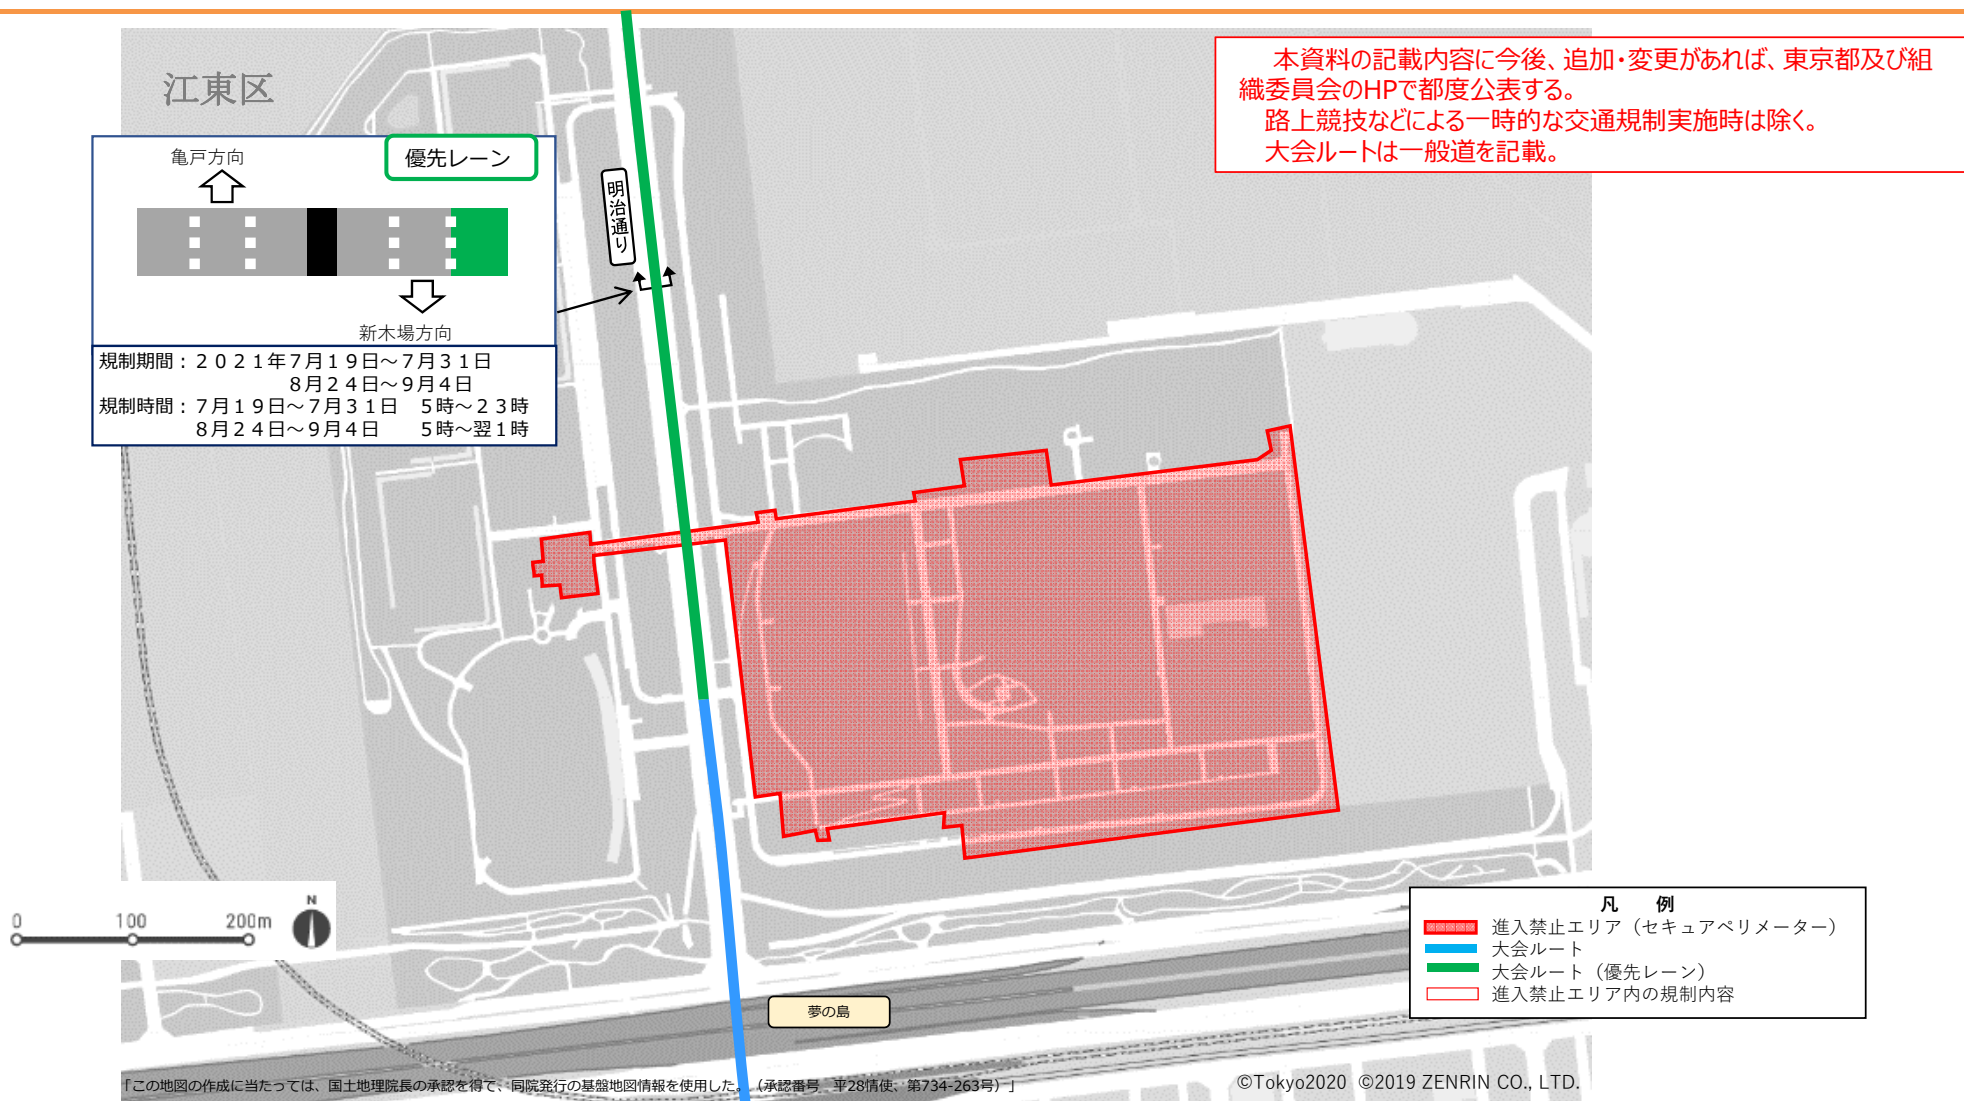 江東区
本資料の記載内容に今後、追加・変更があれば、東京都及び組
織委員会のHPで都度公表する。
路上競技などによる一時的な交通規制実施時は除く。
大会ルートは一般道を記載。
亀戸方向
優先レーン
新木場方向
明治通り
規制期間：２０２１年７月１９日～７月３１日
８月２４日～９月４日
規制時間：７月１９日～７月３１日　５時～２３時
８月２４日～９月４日　５時～翌１時
0 100 200m
N
凡　例
進入禁止エリア（セキュアペリメーター）
大会ルート
大会ルート（優先レーン）
進入禁止エリア内の規制内容
夢の島
「この地図の作成に当たっては、国土地理院長の承認を得て、同院発行の基盤地図情報を使用した。（承認番号　平28情使、第734-263号）」
©Tokyo2020 ©2019 ZENRIN CO., LTD.